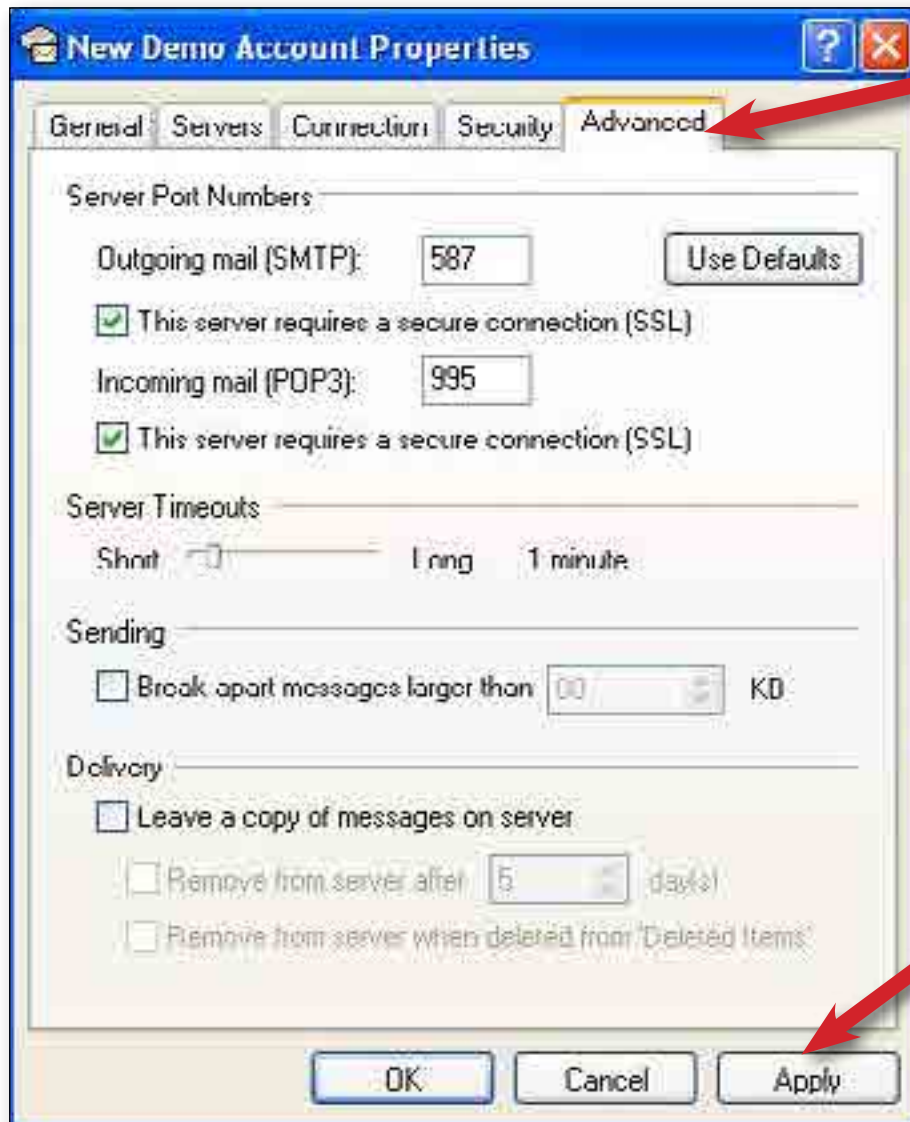 New Demo Account Properties
General Servers Connection Security Advanced
Server Port Numbers
Outgoing mail (SMTP): 587 Use Defaults
This server requires a secure connection (SSL)
Incoming mail (POP3): 995
This server requires a secure connection (SSL)
Server Timeouts
Short Long 1 minute
Sending
Break apart messages larger than KB
Delivery
Leave a copy of messages on server
Remove from server after 5 day(s)
Remove from server when deleted from 'Deleted Items'
OK Cancel Apply